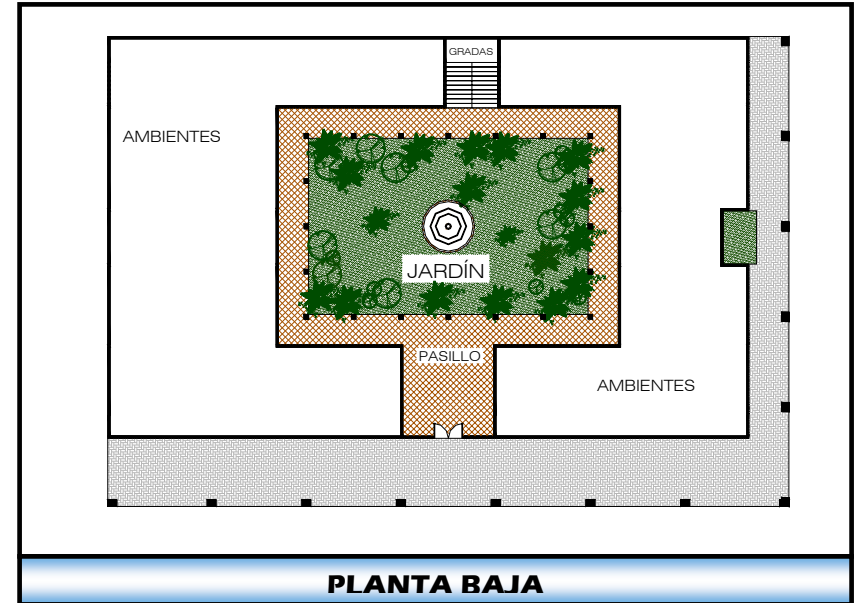 GRADAS
AMBIENTES
JARDÍN
PASILLO
AMBIENTES
PLANTA BAJA